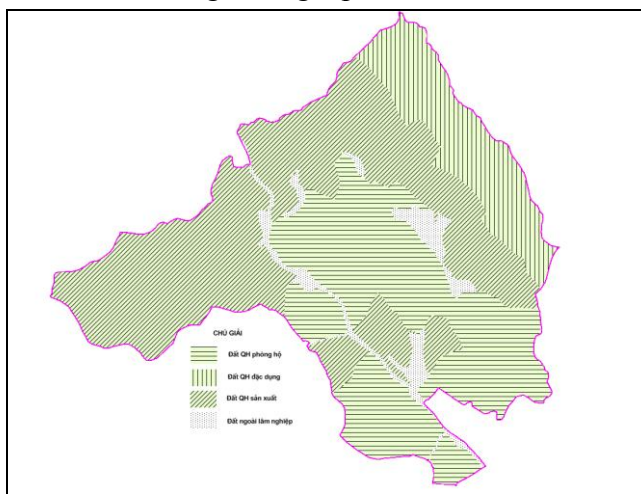 CHÚ GIẢI
Đất QH phòng hộ
Đất QH đặc dụng
Đất QH sản xuất
Đất ngoài lâm nghiệp